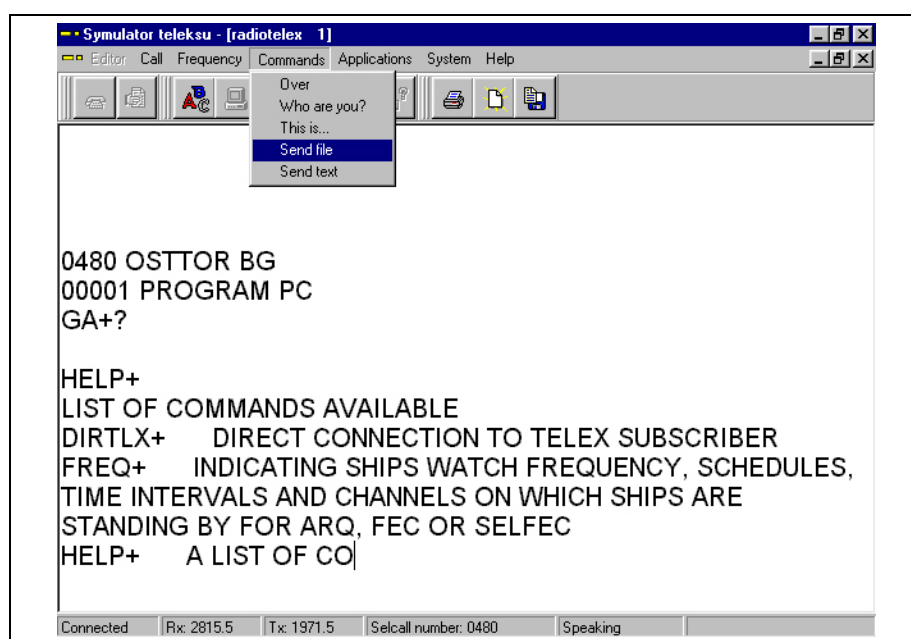 Symulator teleksu - [radiotelex 1]
Editor Call Frequency Commands Applications System Help
Over
Who are you?
This is...
Send file
Send text
0480 OSTTOR BG
00001 PROGRAM PC
GA+?
HELP+
LIST OF COMMANDS AVAILABLE
DIRTLX+ DIRECT CONNECTION TO TELEX SUBSCRIBER
FREQ+ INDICATING SHIPS WATCH FREQUENCY, SCHEDULES,
TIME INTERVALS AND CHANNELS ON WHICH SHIPS ARE
STANDING BY FOR ARQ, FEC OR SELFEC
HELP+ A LIST OF CO
Connected Rx: 2815.5 Tx: 1971.5 Selcall number: 0480 Speaking